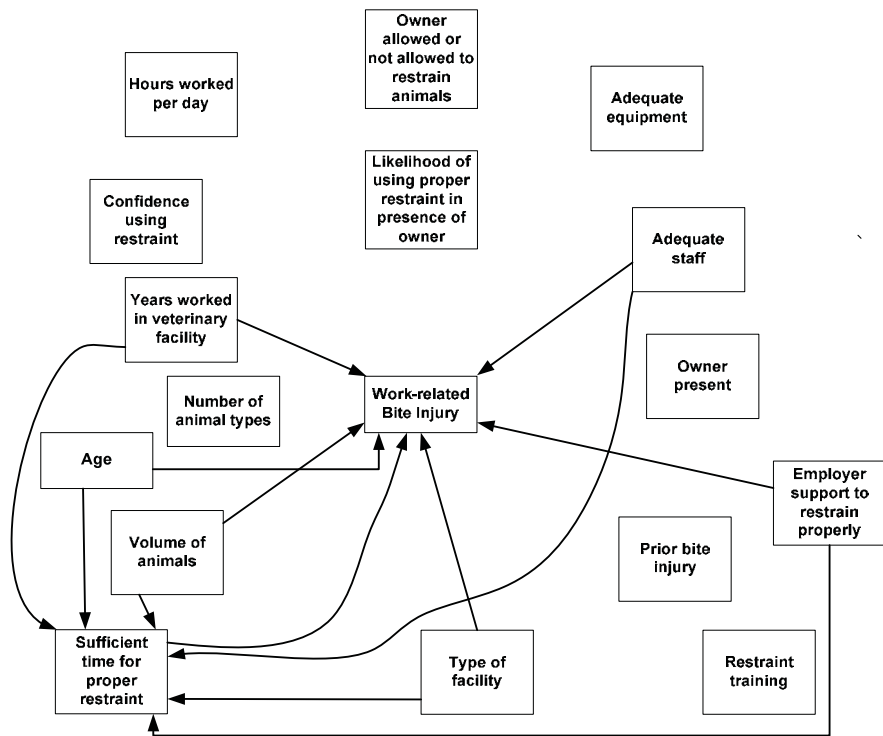 Owner
allowed or
not allowed to
restrain
animals
Hours worked
per day
Adequate
equipment
Likelihood of
using proper
restraint in
presence of
owner
Confidence
using
restraint
Adequate
staff
`
Years worked
in veterinary
facility
Owner
present
Number of
animal types
Work-related
Bite Injury
Age
Employer
support to
restrain
properly
Volume of
animals
Prior bite
injury
Sufficient
time for
proper
restraint
Type of
facility
Restraint
training